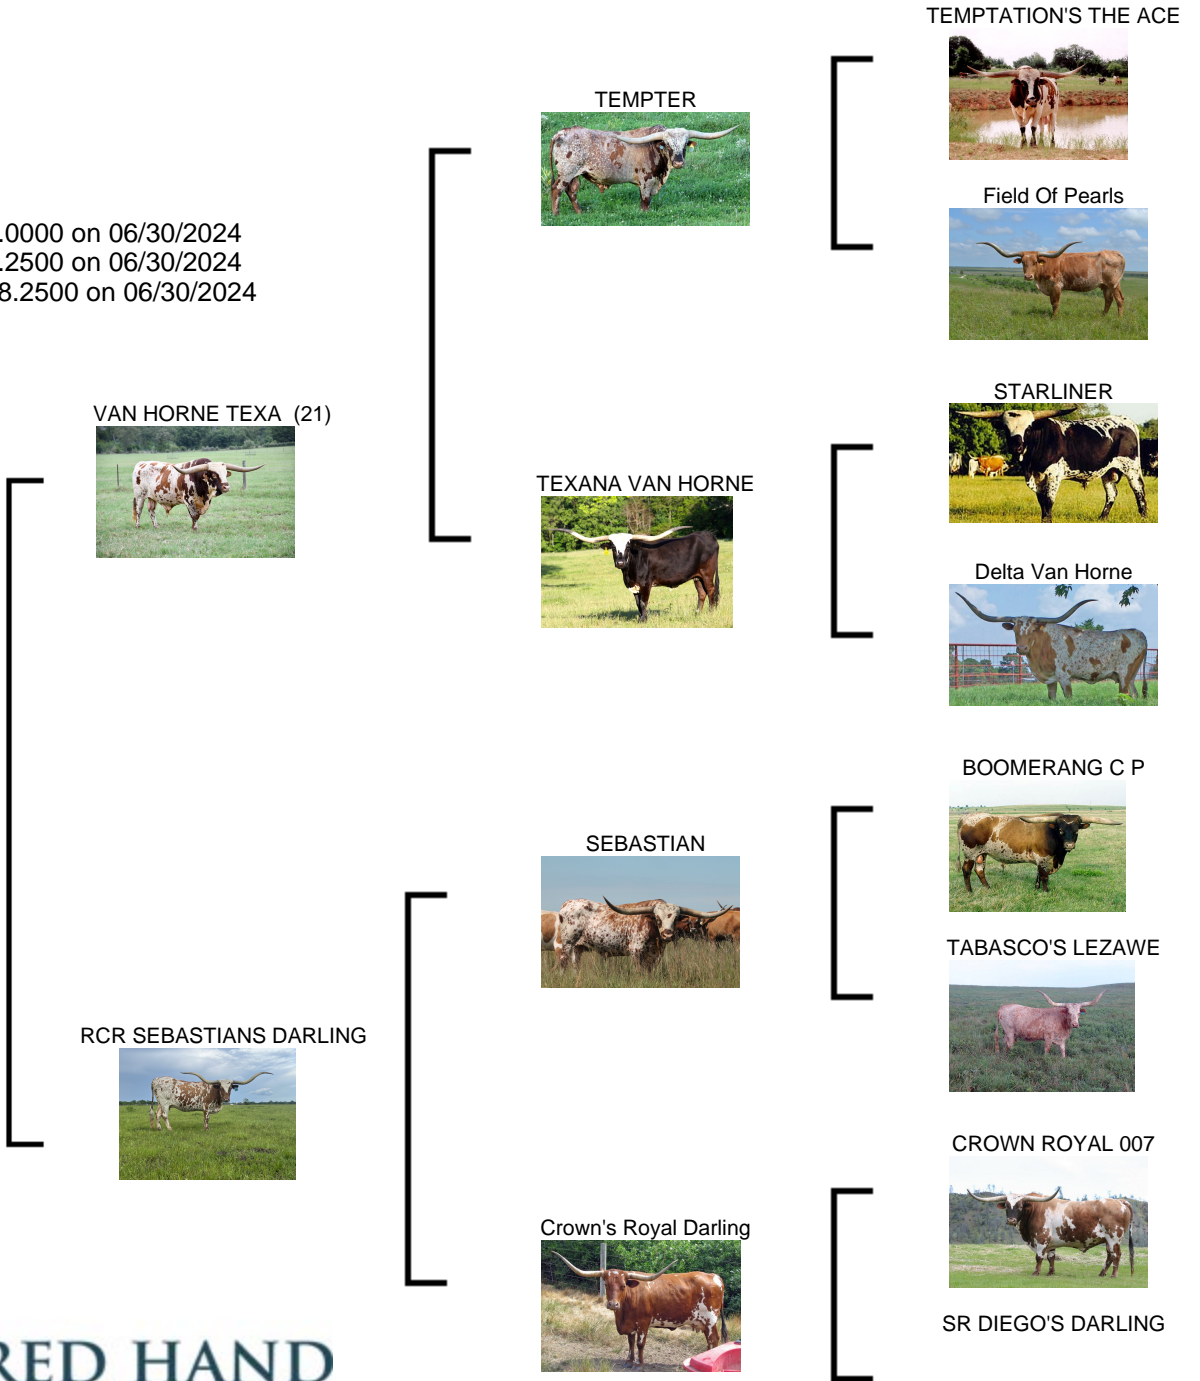 TEMPTATION'S THE ACE
TEMPTER
Field Of Pearls
.0000 on 06/30/2024
.2500 on 06/30/2024
8.2500 on 06/30/2024
STARLINER
VAN HORNE TEXA (21)
TEXANA VAN HORNE
Delta Van Horne
BOOMERANG C P
SEBASTIAN
TABASCO'S LEZAWE
RCR SEBASTIANS DARLING
CROWN ROYAL 007
Crown's Royal Darling
SR DIEGO'S DARLING
RED HAND